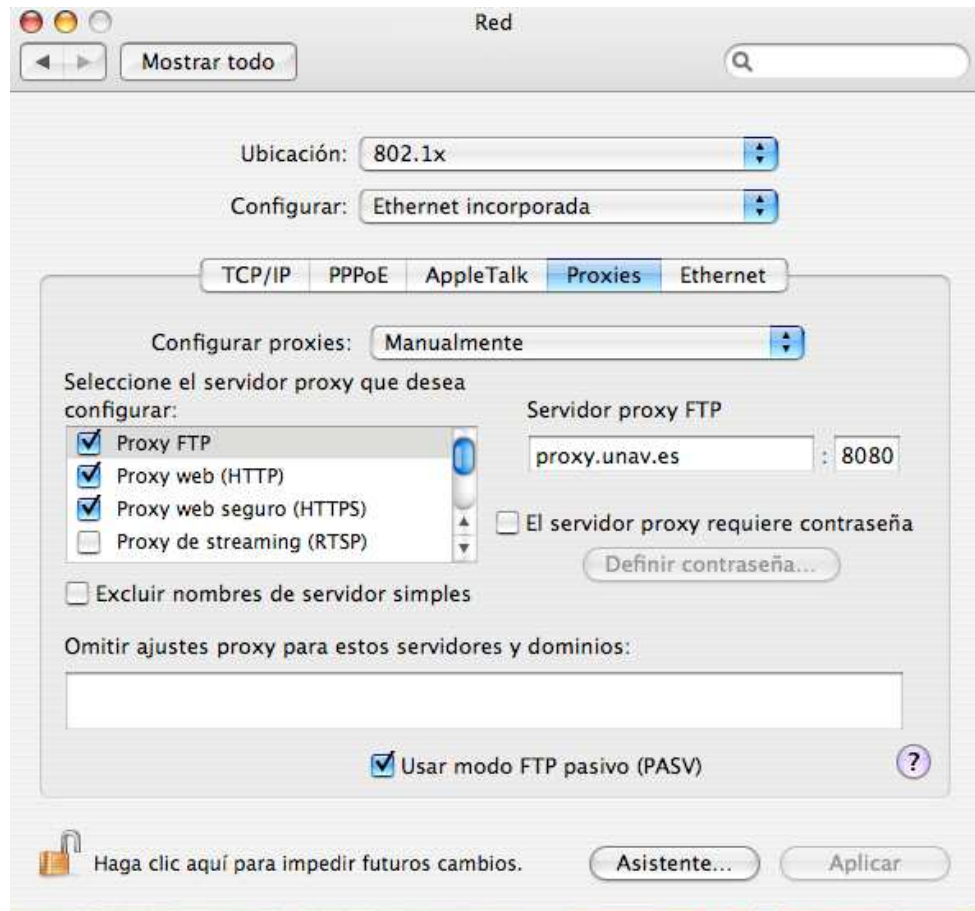 Red
Mostrar todo
Ubicación: 802.1x
Configurar: Ethernet incorporada
TCP/IP PPPoE AppleTalk Proxies Ethernet
Configurar proxies: Manualmente
Seleccione el servidor proxy que desea
configurar:
Proxy FTP
Proxy web (HTTP)
Proxy web seguro (HTTPS)
Proxy de streaming (RTSP)
Servidor proxy FTP
proxy.unav.es : 8080
El servidor proxy requiere contraseña
Definir contraseña...
Excluir nombres de servidor simples
Omitir ajustes proxy para estos servidores y dominios:
Usar modo FTP pasivo (PASV)
?
Haga clic aquí para impedir futuros cambios.
Asistente... Aplicar